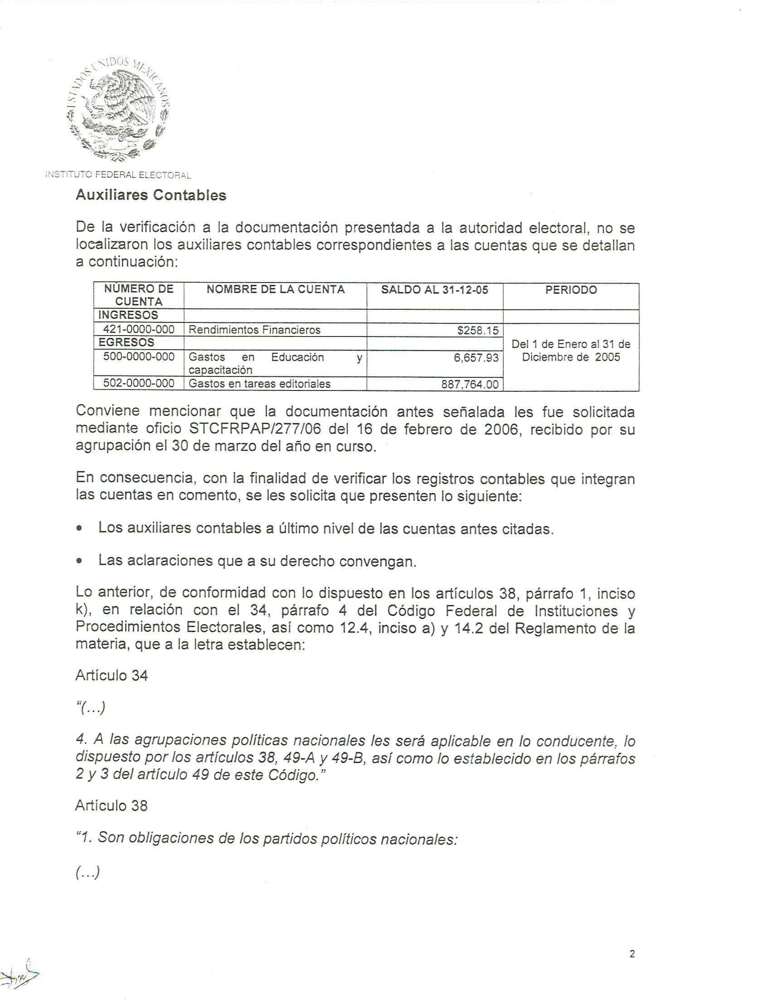 ESTADOS UNIDOS MEXICANOS
INSTITUTO FEDERAL ELECTORAL
Auxiliares Contables
De la verificación a la documentación presentada a la autoridad electoral, no se
localizaron los auxiliares contables correspondientes a las cuentas que se detallan
a continuación:
NÚMERO DE CUENTA NOMBRE DE LA CUENTA SALDO AL 31-12-05 PERIODO
INGRESOS
421-0000-000 Rendimientos Financieros $258.15
EGRESOS
Del 1 de Enero al 31 de
Diciembre de 2005
500-0000-000 Gastos en Educación y
capacitación 6,657.93
502-0000-000 Gastos en tareas editoriales 887,764.00
Conviene mencionar que la documentación antes señalada les fue solicitada
mediante oficio STCFRPAP/277/06 del 16 de febrero de 2006, recibido por su
agrupación el 30 de marzo del año en curso.
En consecuencia, con la finalidad de verificar los registros contables que integran
las cuentas en comento, se les solicita que presenten lo siguiente:
• Los auxiliares contables a último nivel de las cuentas antes citadas.
• Las aclaraciones que a su derecho convengan.
Lo anterior, de conformidad con lo dispuesto en los artículos 38, párrafo 1, inciso
k), en relación con el 34, párrafo 4 del Código Federal de Instituciones y
Procedimientos Electorales, así como 12.4, inciso a) y 14.2 del Reglamento de la
materia, que a la letra establecen:
Artículo 34
“(...)
4. A las agrupaciones políticas nacionales les será aplicable en lo conducente, lo
dispuesto por los artículos 38, 49-A y 49-B, así como lo establecido en los párrafos
2 y 3 del artículo 49 de este Código.”
Artículo 38
“1. Son obligaciones de los partidos políticos nacionales:
(...)
2